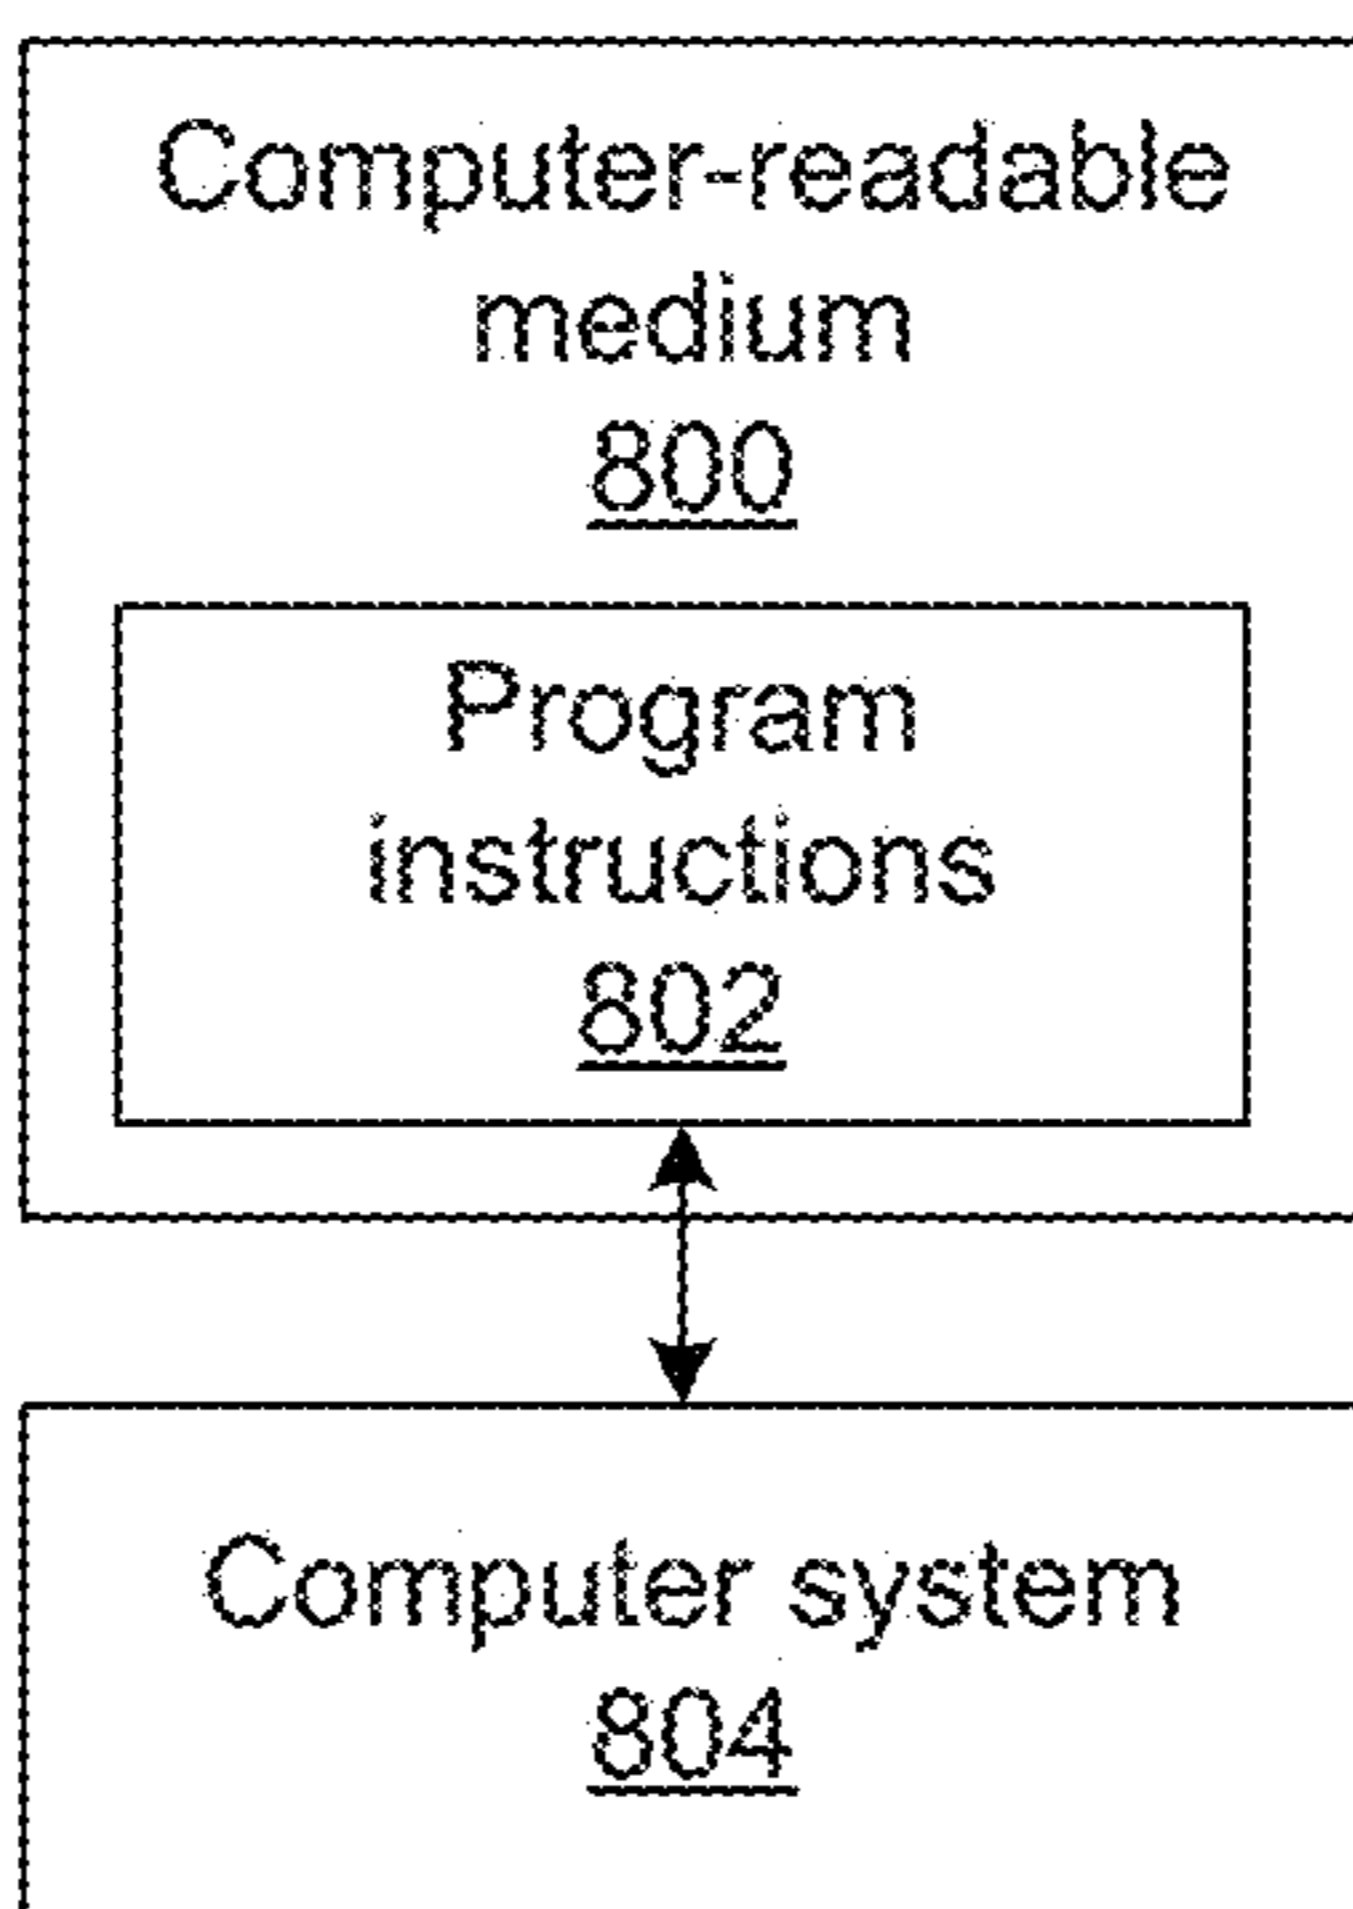 Computer-readable
medium
800
Program
instructions
802
Computer system
804